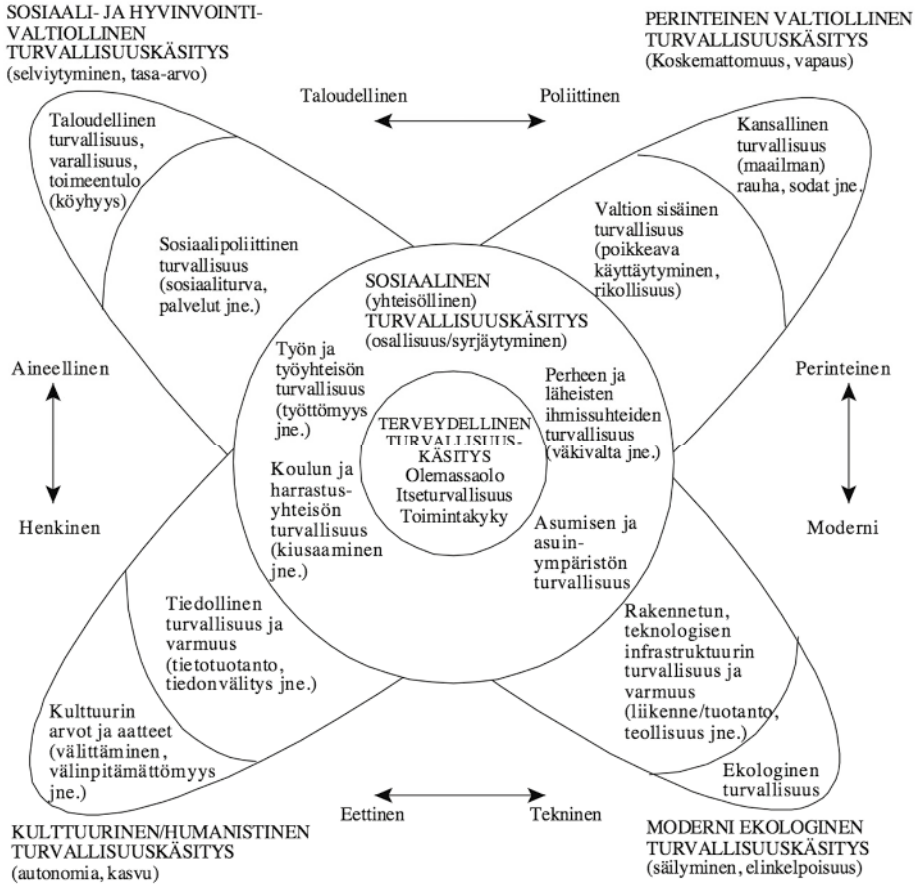 SOSIAALI- JA HYVINVOINTI-
VALTIOLLINEN
TURVALLISUUSKÄSITYS
(selviytyminen, tasa-arvo)
PERINTEINEN VALTIOLLINEN
TURVALLISUUSKÄSITYS
(Koskemattomuus, vapaus)
Taloudellinen
Poliittinen
Taloudellinen
turvallisuus,
varallisuus,
toimeentulo
(köyhyys)
Sosiaalipoliittinen
turvallisuus
(sosiaaliturva,
palvelut jne.)
Kansallinen
turvallisuus
(maailman)
rauha, sodat jne.
Valtion sisäinen
turvallisuus
(poikkeava
käyttäytyminen,
rikollisuus)
SOSIAALINEN
(yhteisöllinen)
TURVALLISUUSKÄSITYS
(osallisuus/syrjäytyminen)
Aineellinen
Henkinen
Perinteinen
Moderni
Työn ja
työyhteisön
turvallisuus
(työttömyys
jne.)
Perheen ja
läheisten
ihmissuhteiden
turvallisuus
(väkivalta jne.)
TERVEYDELLINEN
TURVALLISUUS-
KÄSITYS
Olemassaolo
Itseturvallisuus
Toimintakyky
Koulun ja
harrastus-
yhteisön
turvallisuus
(kiusaaminen
jne.)
Asumisen ja
asuin-
ympäristön
turvallisuus
Tiedollinen
turvallisuus ja
varmuus
(tietotuotanto,
tiedonvälitys jne.)
Kulttuurin
arvot ja aatteet
(välittäminen,
välinpitämättömyys
jne.)
Rakennetun,
teknologisen
infrastruktuurin
turvallisuus ja
varmuus
(liikenne/tuotanto,
teollisuus jne.)
Ekologinen
turvallisuus
Eettinen
Tekninen
KULTTUURINEN/HUMANISTINEN
TURVALLISUUSKÄSITYS
(autonomia, kasvu)
MODERNI EKOLOGINEN
TURVALLISUUSKÄSITYS
(säilyminen, elinkelpoisuus)